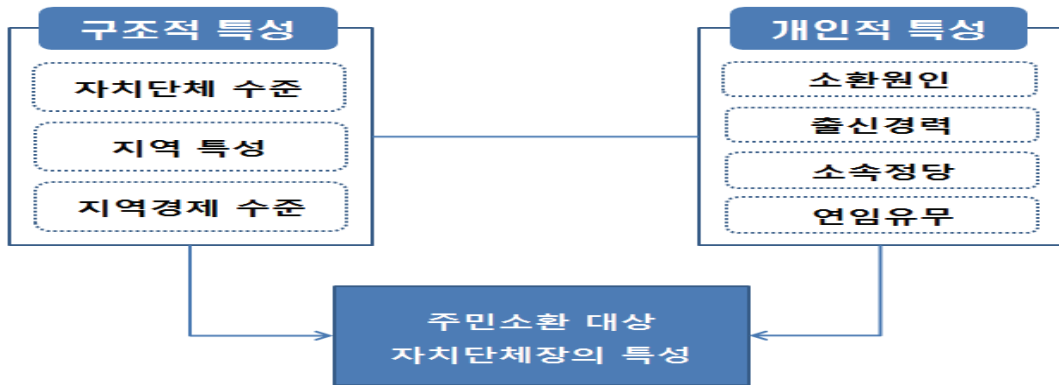 구조적 특성
자치단체 수준
지역 특성
지역경제 수준
개인적 특성
소환원인
출신경력
소속정당
연임유무
주민소환 대상
자치단체장의 특성